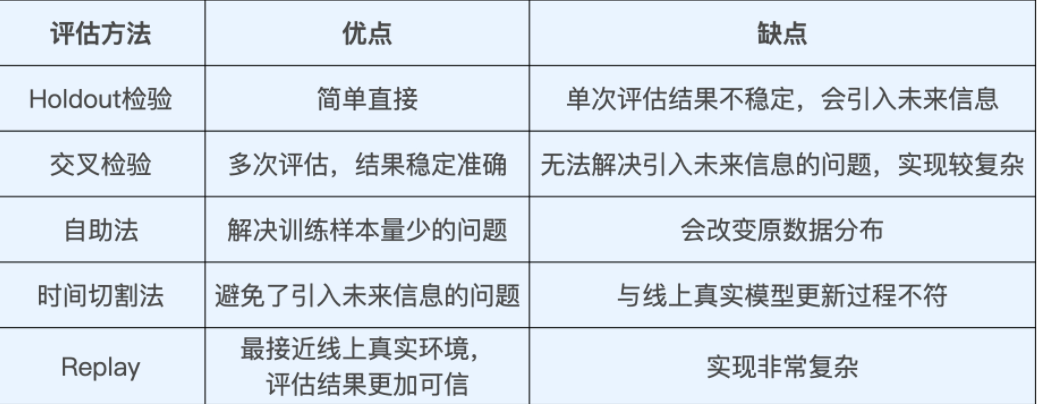 评估方法 优点 缺点
Holdout检验 简单直接 单次评估结果不稳定，会引入未来信息
交叉检验 多次评估，结果稳定准确 无法解决引入未来信息的问题，实现较复杂
自助法 解决训练样本量少的问题 会改变原数据分布
时间切割法 避免了引入未来信息的问题 与线上真实模型更新过程不符
Replay 最接近线上真实环境，
评估结果更加可信 实现非常复杂